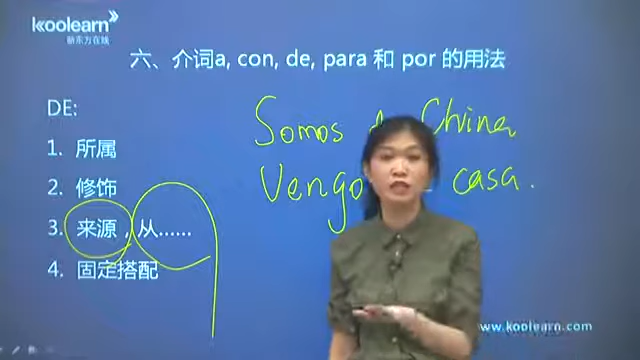 koolearn
新东方在线
六、介词a, con, de, para 和 por 的用法
DE:
1. 所属
2. 修饰
3. 来源，从……
4. 固定搭配
Somos China
Vengo casa.
www.koolearn.com